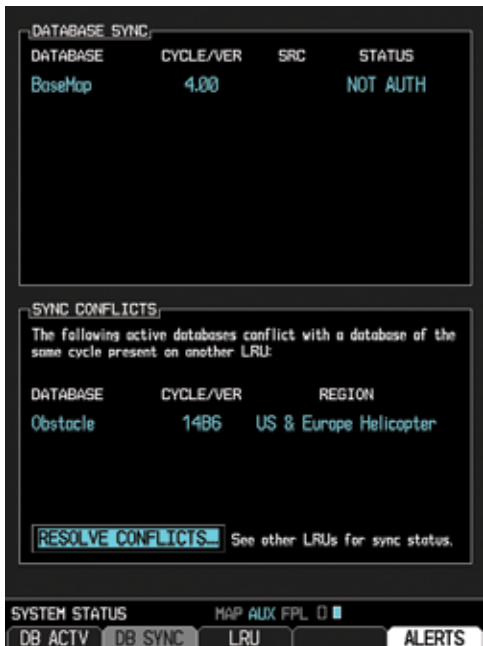 DATABASE SYNC
DATABASE CYCLE/VER SRC STATUS
BaseMap 4.00 NOT AUTH
SYNC CONFLICTS
The following active databases conflict with a database of the
same cycle present on another LRU:
DATABASE CYCLE/VER REGION
Obstacle 14B6 US & Europe Helicopter
RESOLVE CONFLICTS… See other LRUs for sync status.
SYSTEM STATUS MAP AUX FPL
DB ACTV DB SYNC LRU ALERTS